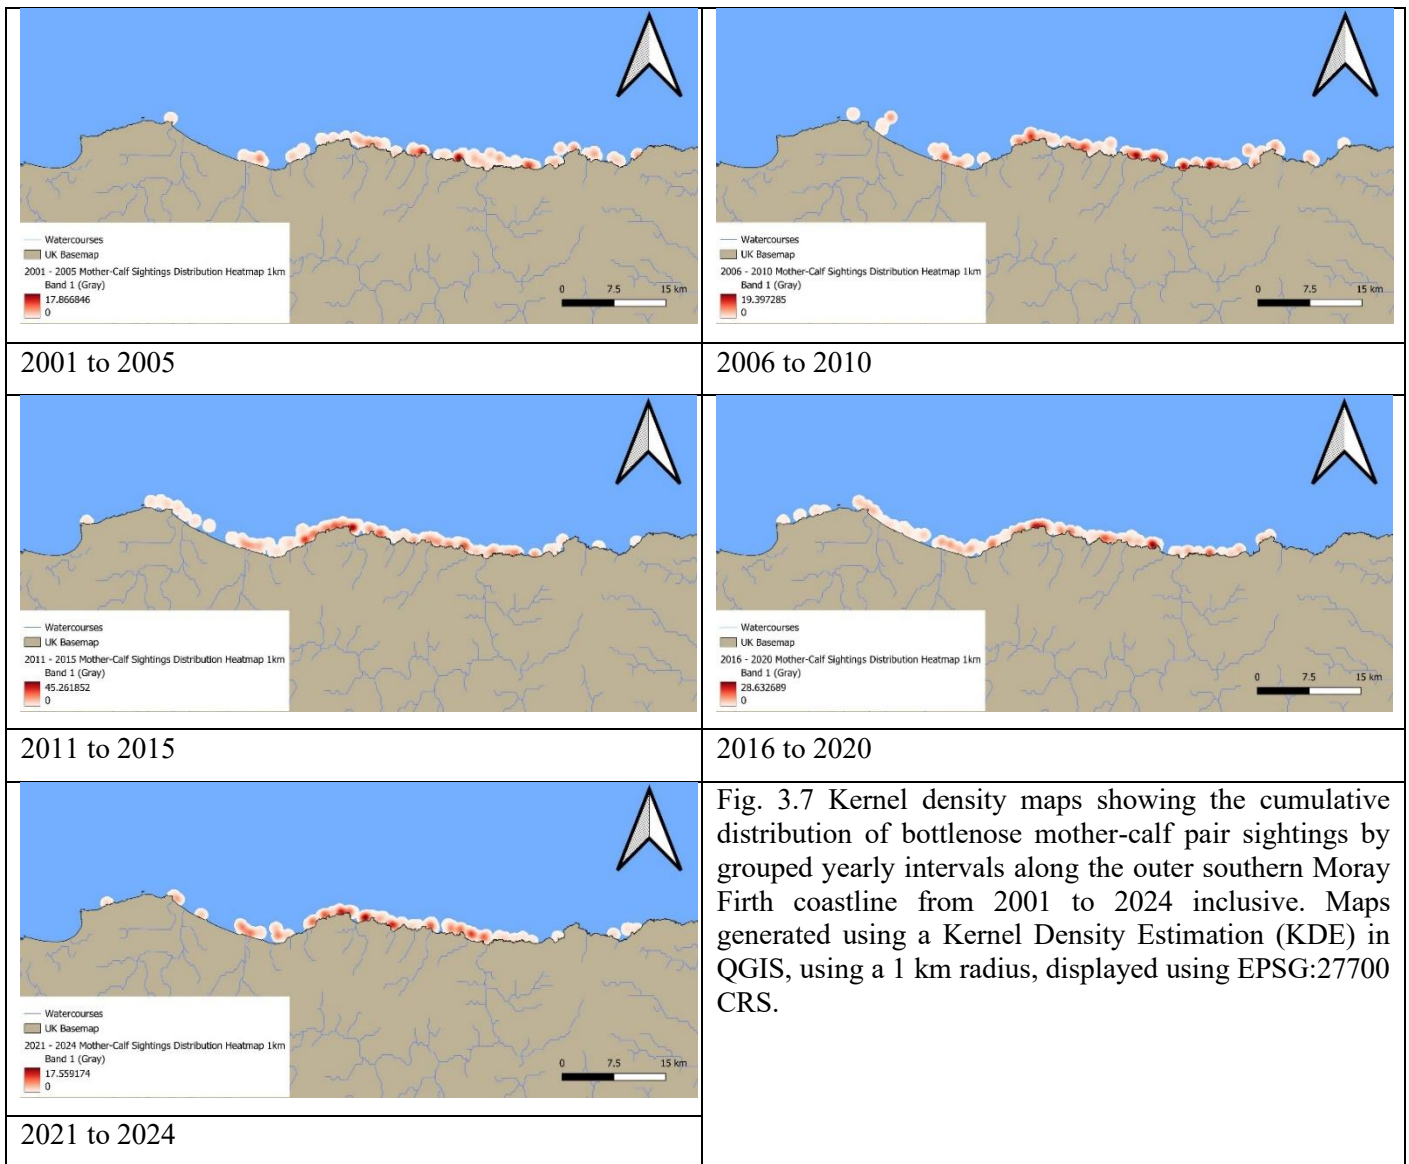 Watercourses
UK Basemap
2001 - 2005 Mother-Calf Sightings Distribution Heatmap 1km
Band 1 (Gray)
17.866846
0
0 7.5 15 km
Watercourses
UK Basemap
2006 - 2010 Mother-Calf Sightings Distribution Heatmap 1km
Band 1 (Gray)
19.397285
0
0 7.5 15 km
2001 to 2005
2006 to 2010
Watercourses
UK Basemap
2011 - 2015 Mother-Calf Sightings Distribution Heatmap 1km
Band 1 (Gray)
45.261852
0
0 7.5 15 km
Watercourses
UK Basemap
2016 - 2020 Mother-Calf Sightings Distribution Heatmap 1km
Band 1 (Gray)
28.632689
0
0 7.5 15 km
2011 to 2015
2016 to 2020
Watercourses
UK Basemap
2021 - 2024 Mother-Calf Sightings Distribution Heatmap 1km
Band 1 (Gray)
17.559174
0
0 7.5 15 km
Fig. 3.7 Kernel density maps showing the cumulative
distribution of bottlenose mother-calf pair sightings by
grouped yearly intervals along the outer southern Moray
Firth coastline from 2001 to 2024 inclusive. Maps
generated using a Kernel Density Estimation (KDE) in
QGIS, using a 1 km radius, displayed using EPSG:27700
CRS.
2021 to 2024